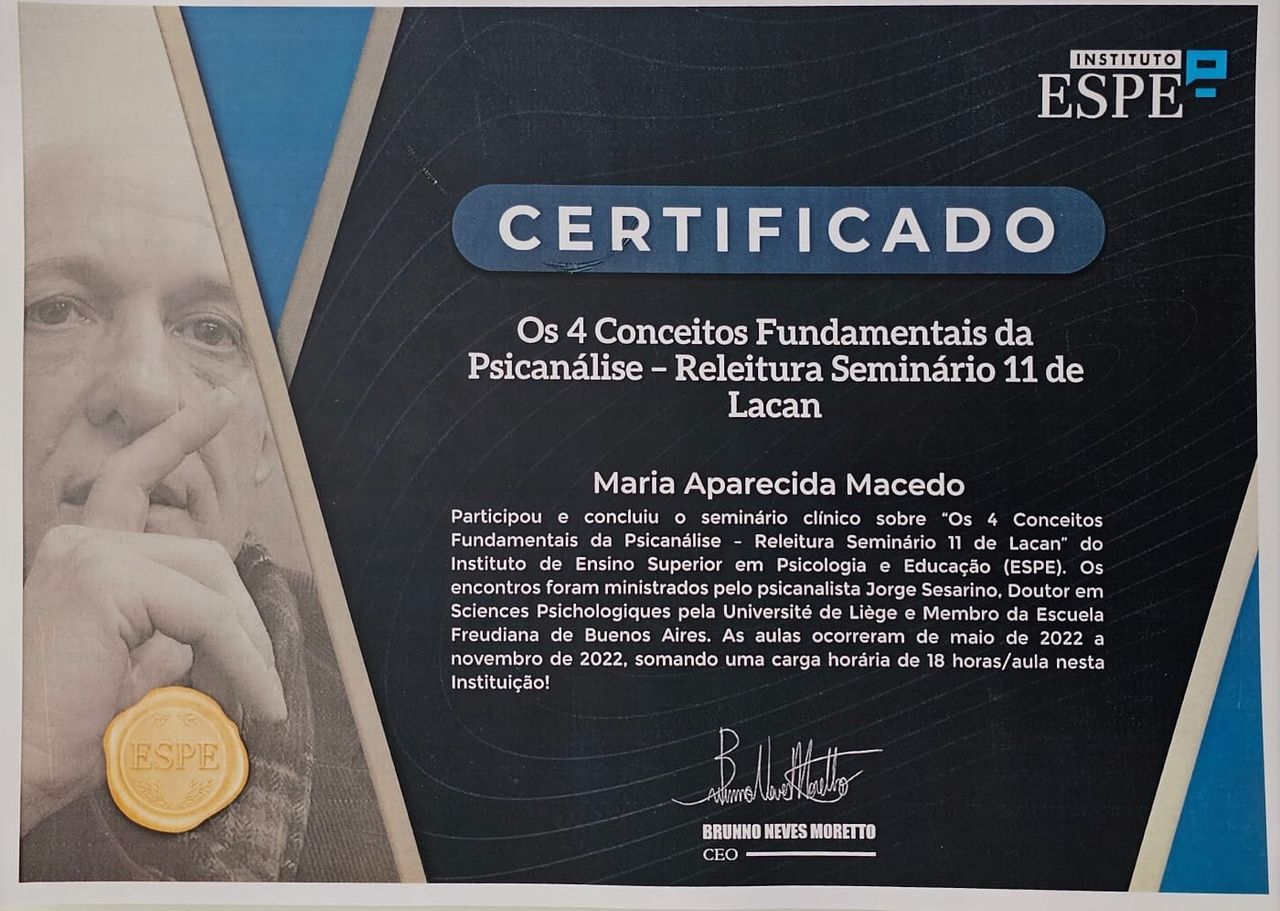 INSTITUTO
ESPE
CERTIFICADO
Os 4 Conceitos Fundamentais da
Psicanálise – Releitura Seminário 11 de
Lacan
Maria Aparecida Macedo
Participou e concluiu o seminário clínico sobre “Os 4 Conceitos
Fundamentais da Psicanálise – Releitura Seminário 11 de Lacan” do
Instituto de Ensino Superior em Psicologia e Educação (ESPE). Os
encontros foram ministrados pelo psicanalista Jorge Sesarino, Doutor em
Sciences Psichologiques pela Université de Liège e Membro da Escuela
Freudiana de Buenos Aires. As aulas ocorreram de maio de 2022 a
novembro de 2022, somando uma carga horária de 18 horas/aula nesta
Instituição!
ESPE
Brunno Neves Moretto
BRUNNO NEVES MORETTO
CEO